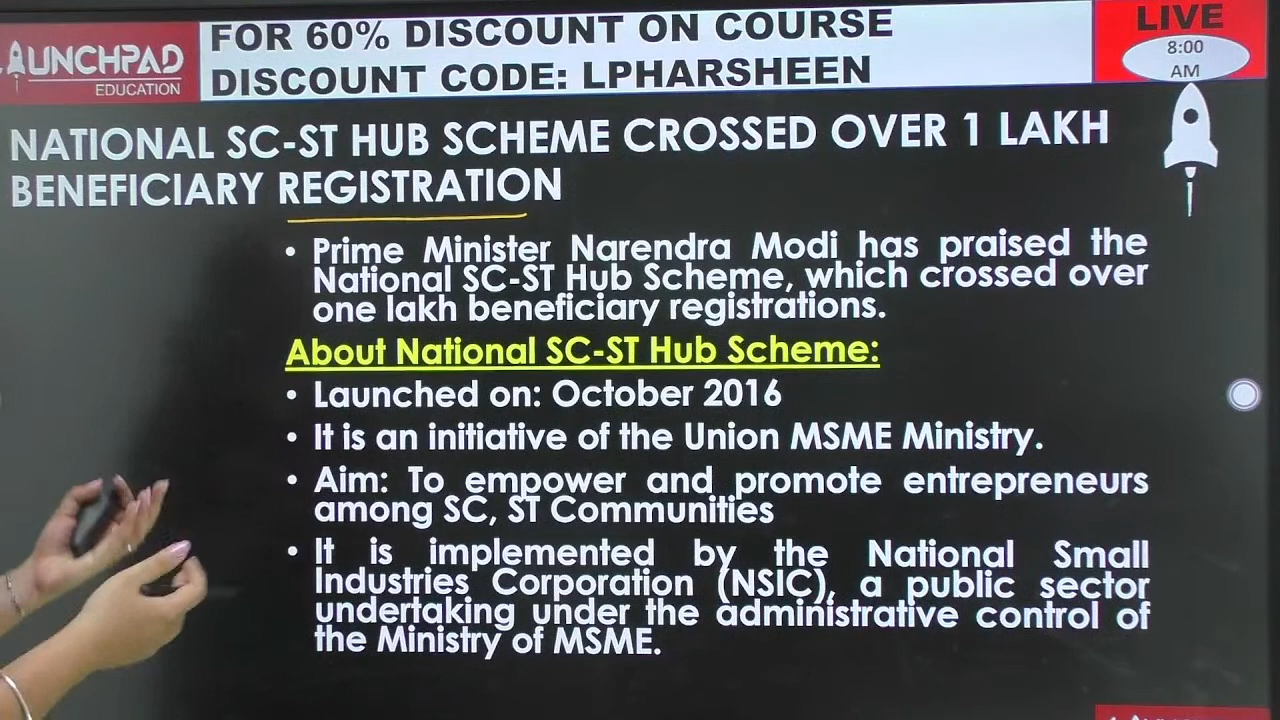 LAUNCHPAD
EDUCATION
FOR 60% DISCOUNT ON COURSE
DISCOUNT CODE: LPHARSHEEN
LIVE
8:00
AM
NATIONAL SC-ST HUB SCHEME CROSSED OVER 1 LAKH
BENEFICIARY REGISTRATION
• Prime Minister Narendra Modi has praised the
National SC-ST Hub Scheme, which crossed over
one lakh beneficiary registrations.
About National SC-ST Hub Scheme:
• Launched on: October 2016
• It is an initiative of the Union MSME Ministry.
• Aim: To empower and promote entrepreneurs
among SC, ST Communities
• It is implemented by the National Small
Industries Corporation (NSIC), a public sector
undertaking under the administrative control of
the Ministry of MSME.